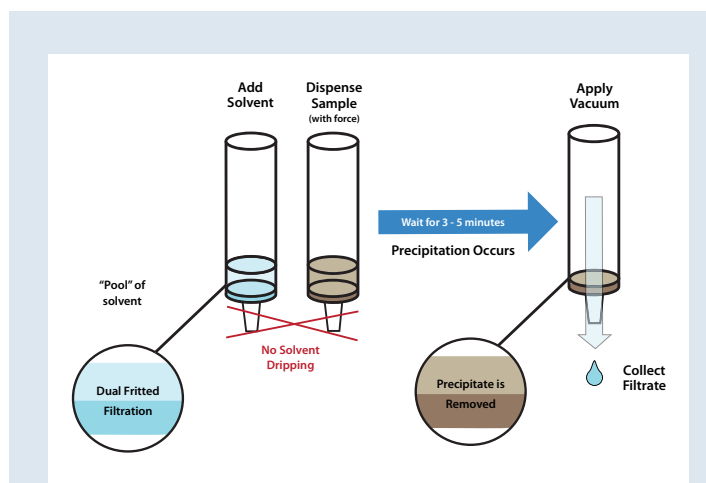 Add
Solvent
Dispense
Sample
(with force)
Apply
Vacuum
Wait for 3 - 5 minutes
Precipitation Occurs
“Pool” of
solvent
No Solvent
Dripping
Dual Fritted
Filtration
Precipitate is
Removed
Collect
Filtrate